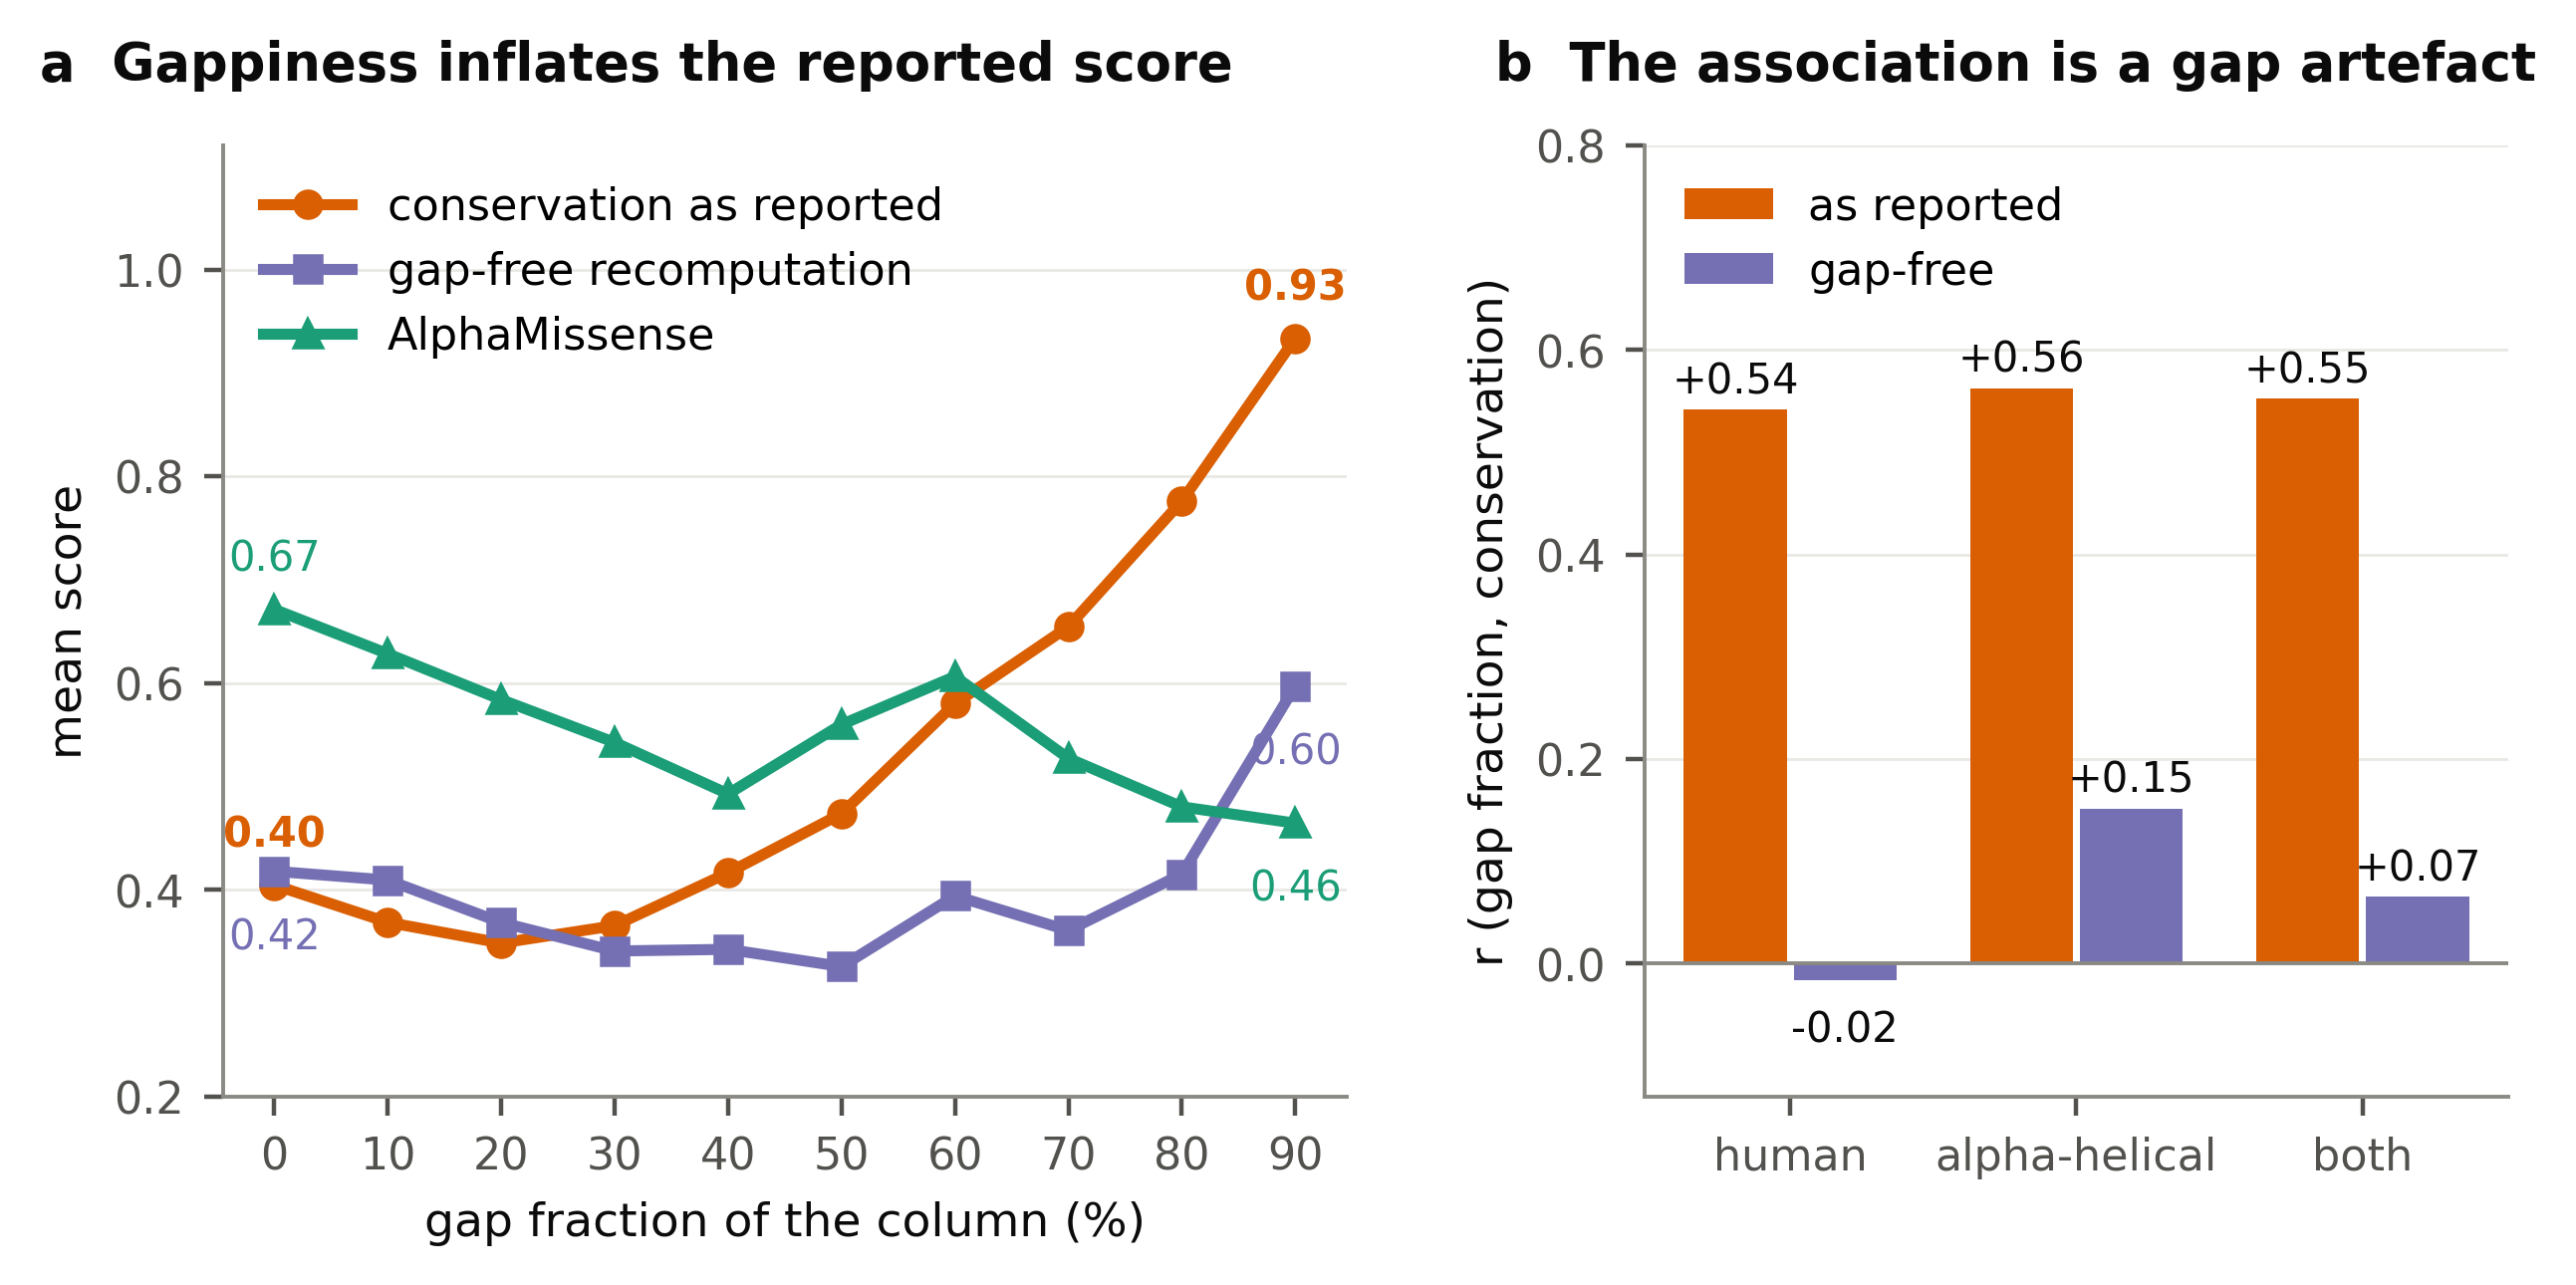 a Gappiness inflates the reported score
conservation as reported
gap-free recomputation
AlphaMissense
mean score
1.0
0.8
0.6
0.4
0.2
0.67
0.40
0.42
0.93
0.60
0.46
0 10 20 30 40 50 60 70 80 90
gap fraction of the column (%)
b The association is a gap artefact
as reported
gap-free
r (gap fraction, conservation)
0.8
0.6
0.4
0.2
0.0
+0.54
-0.02
+0.56
+0.15
+0.55
+0.07
human alpha-helical both